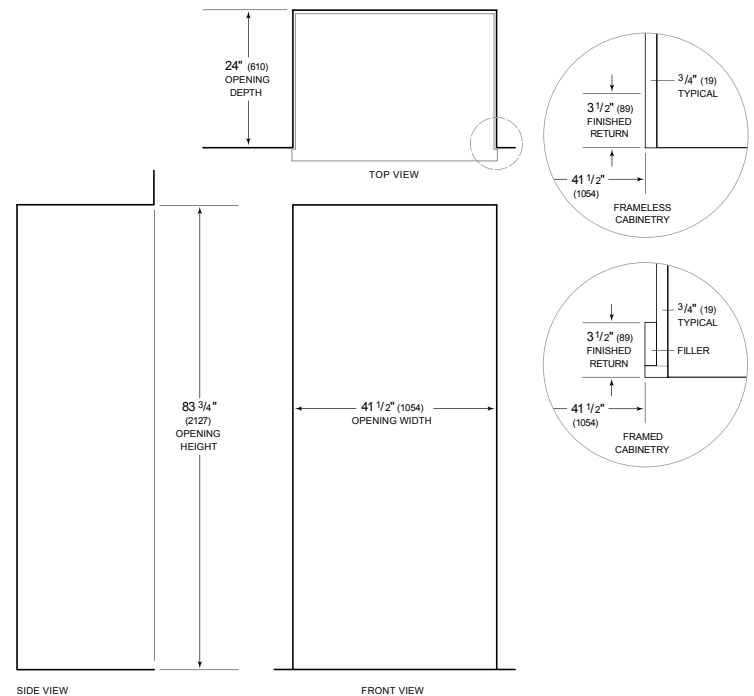 24" (610)
OPENING
DEPTH
TOP VIEW
3/4" (19)
TYPICAL
3 1/2" (89)
FINISHED
RETURN
41 1/2"
(1054)
FRAMELESS
CABINETRY
3/4" (19)
TYPICAL
3 1/2" (89)
FINISHED
RETURN
FILLER
41 1/2"
(1054)
FRAMED
CABINETRY
83 3/4"
(2127)
OPENING
HEIGHT
41 1/2" (1054)
OPENING WIDTH
SIDE VIEW
FRONT VIEW